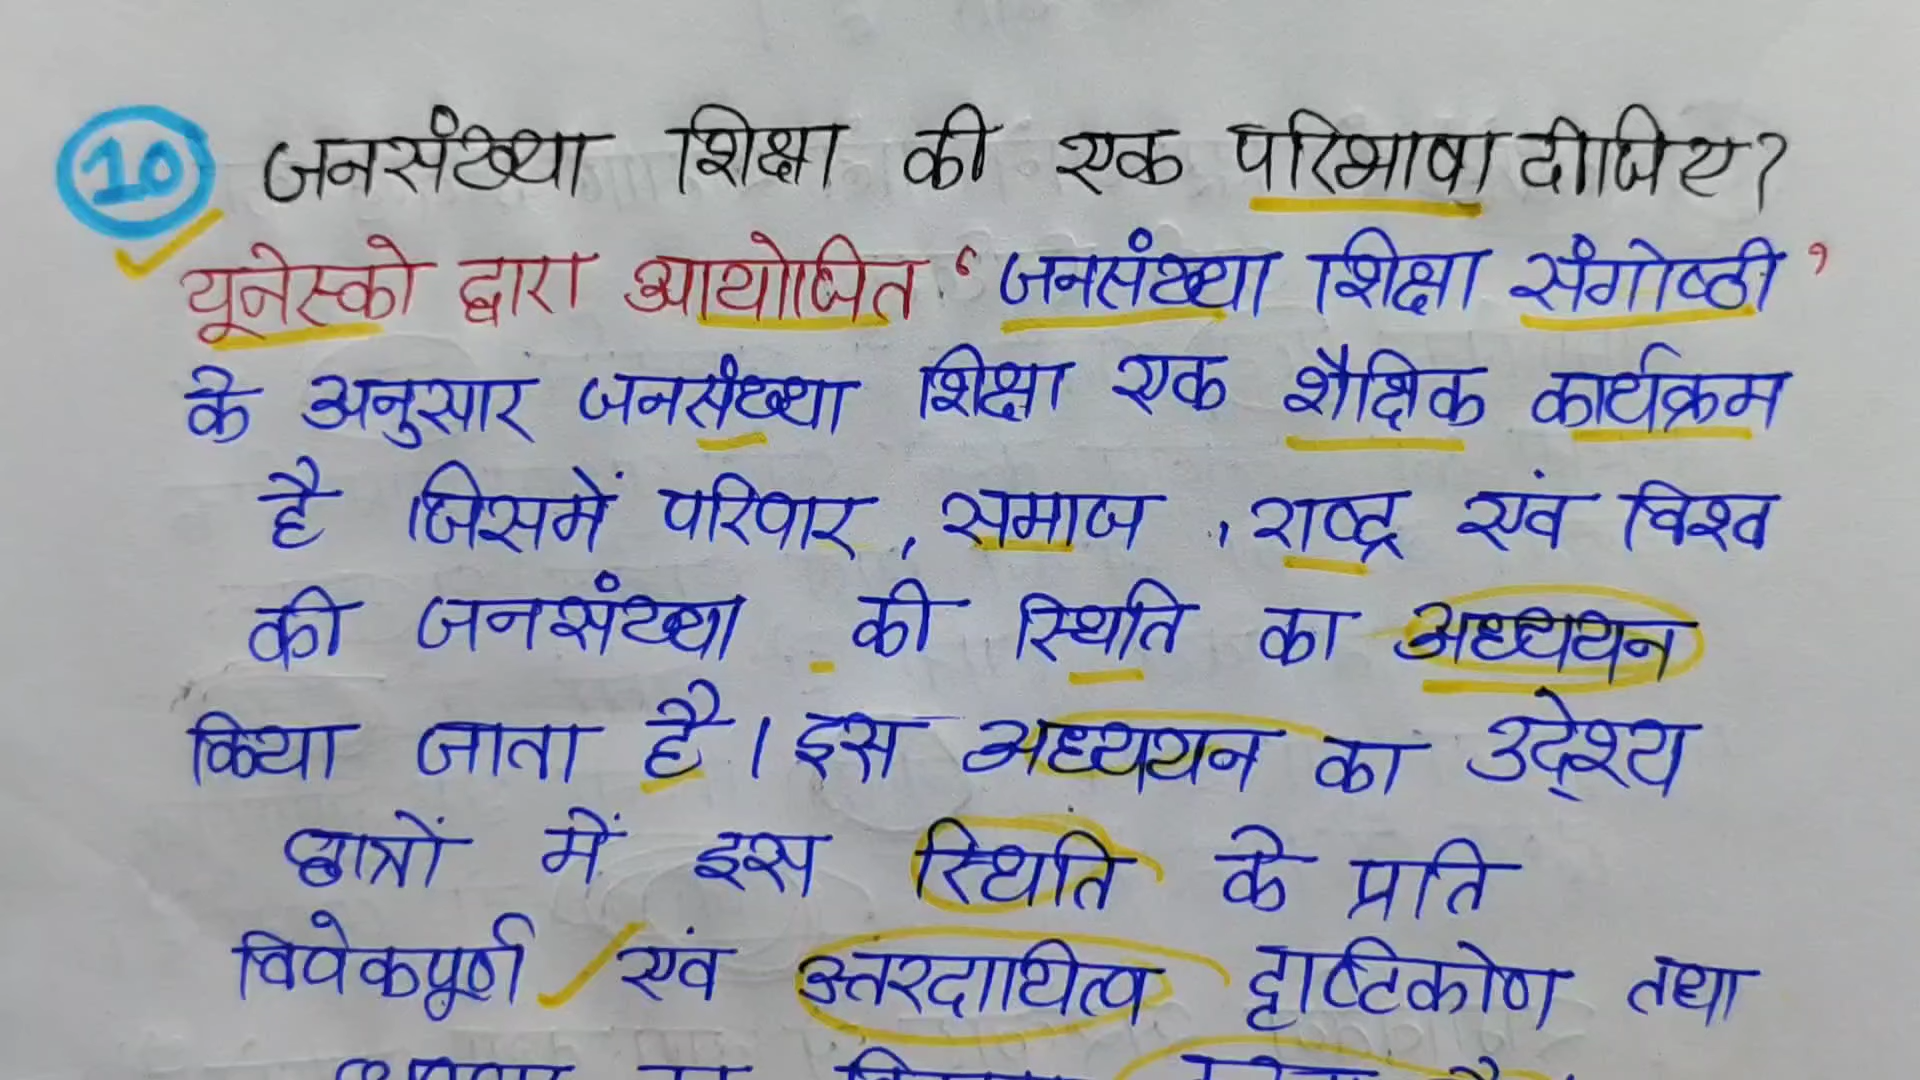 10 जनसंख्या शिक्षा की एक परिभाषा दीजिए?
यूनेस्को द्वारा आयोजित ‘जनसंख्या शिक्षा संगोष्ठी’
के अनुसार जनसंख्या शिक्षा एक शैक्षिक कार्यक्रम
है जिसमें परिवार, समाज, राष्ट्र एवं विश्व
की जनसंख्या की स्थिति का अध्ययन
किया जाता है। इस अध्ययन का उद्देश्य
छात्रों में इस स्थिति के प्रति
विवेकपूर्ण एवं उत्तरदायित्व दृष्टिकोण तथा